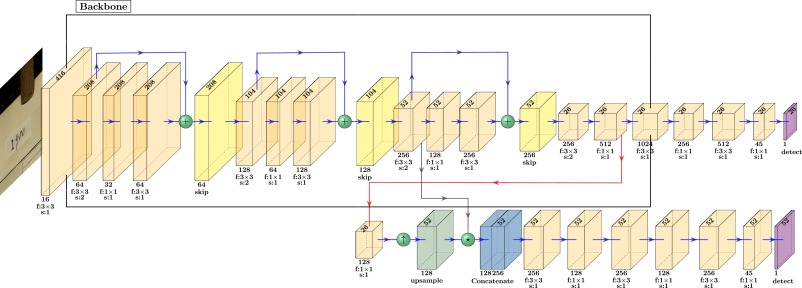 Backbone
416
208
208
208
208
104
104
104
104
52
52
52
52
26
26
26
26
26
26
26
16
f:3×3
s:1
64
f:3×3
s:2
32
f:1×1
s:1
64
f:3×3
s:1
64
skip
128
f:3×3
s:2
64
f:1×1
s:1
128
f:3×3
s:1
128
skip
256
f:3×3
s:2
128
f:1×1
s:1
256
f:3×3
s:1
256
skip
256
f:3×3
s:2
512
f:1×1
s:1
1024
f:3×3
s:1
256
f:1×1
s:1
512
f:3×3
s:1
45
f:1×1
s:1
1
detect
26
52
52
52
52
52
52
52
52
52
128
f:1×1
s:1
128
upsample
128 256
Concatenate
256
f:3×3
s:1
128
f:1×1
s:1
256
f:3×3
s:1
128
f:1×1
s:1
256
f:3×3
s:1
45
f:1×1
s:1
1
detect